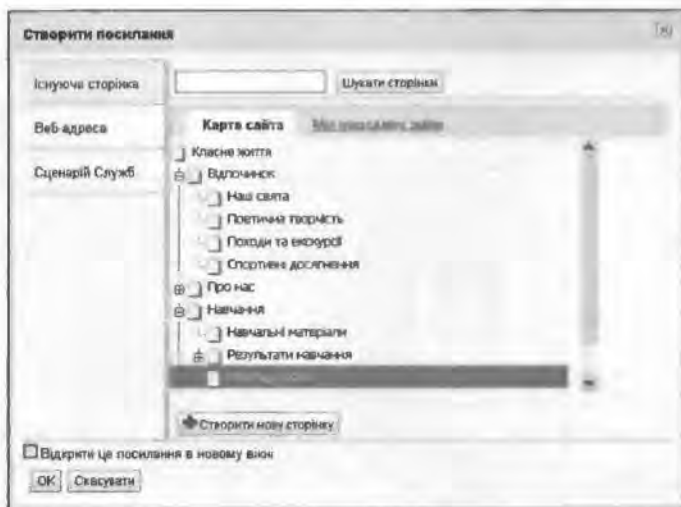 Створити посилання
Існуюча сторінка
Шукати сторінки
Веб адреса
Карта сайта
Сценарій Служб
Класне життя
Відпочинок
Наші свята
Поетична творчість
Походи та екскурсії
Спортивні досягнення
Про нас
Навчання
Навчальні матеріали
Результати навчання
Створити нову сторінку
Відкрити це посилання в новому вікні
OK Скасувати